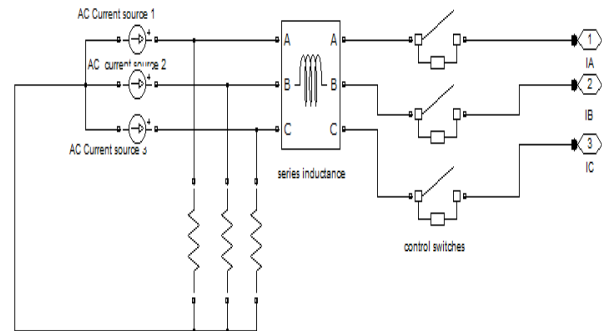 AC Current source 1
A A
1
IA
AC current source 2
B B
2
IB
AC Current source 3
C C
3
IC
series inductance
control switches